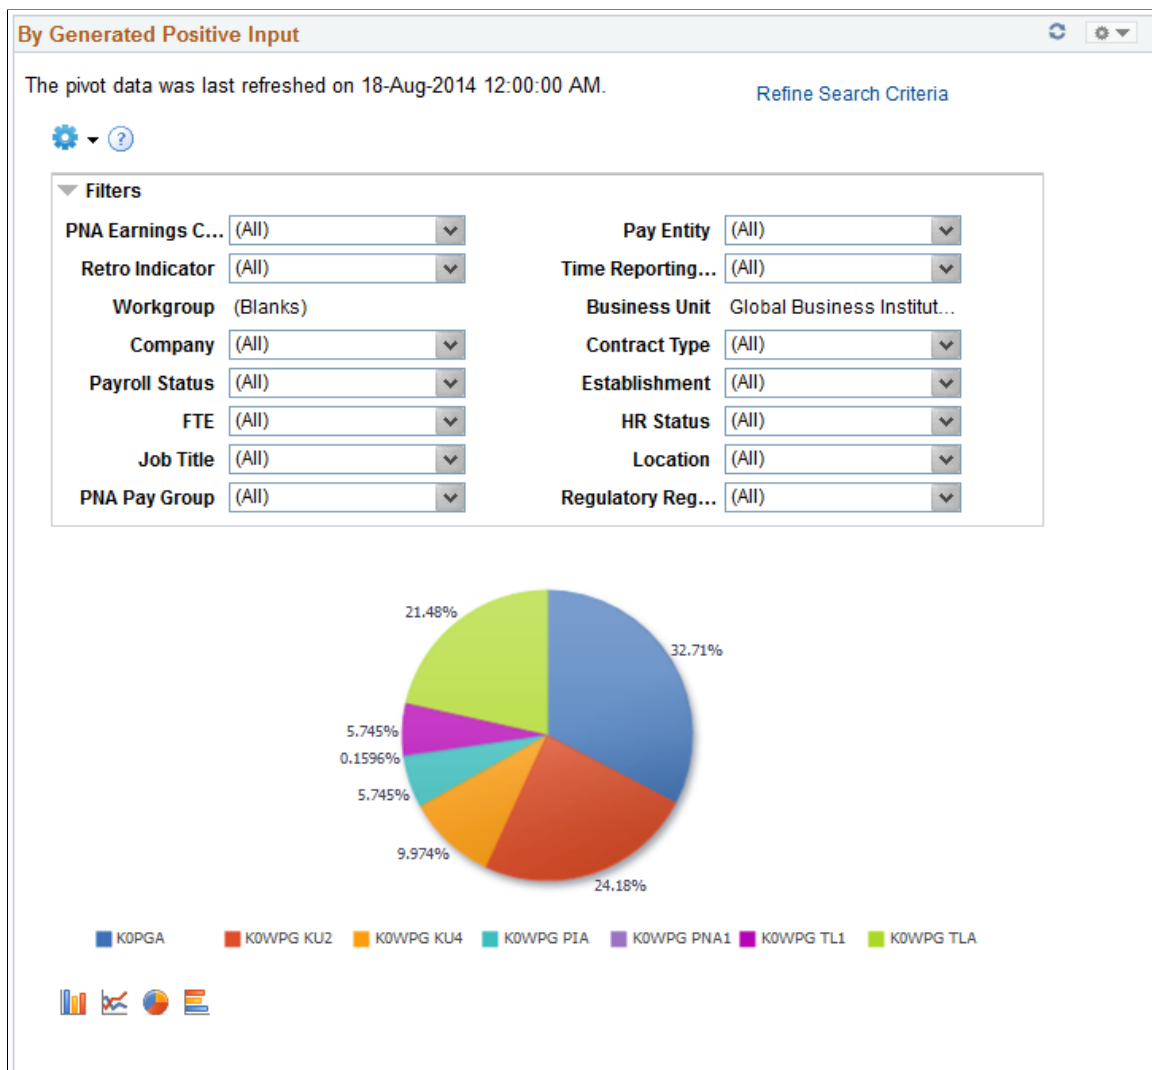 By Generated Positive Input
The pivot data was last refreshed on 18-Aug-2014 12:00:00 AM.
Refine Search Criteria
?
Filters
PNA Earnings C... (All) Pay Entity (All)
Retro Indicator (All) Time Reporting... (All)
Workgroup (Blanks) Business Unit Global Business Institut...
Company (All) Contract Type (All)
Payroll Status (All) Establishment (All)
FTE (All) HR Status (All)
Job Title (All) Location (All)
PNA Pay Group (All) Regulatory Reg... (All)
21.48%
32.71%
5.745%
0.1596%
5.745%
9.974%
24.18%
K0PGA K0WPG KU2 K0WPG KU4 K0WPG PIA K0WPG PNA1 K0WPG TL1 K0WPG TLA